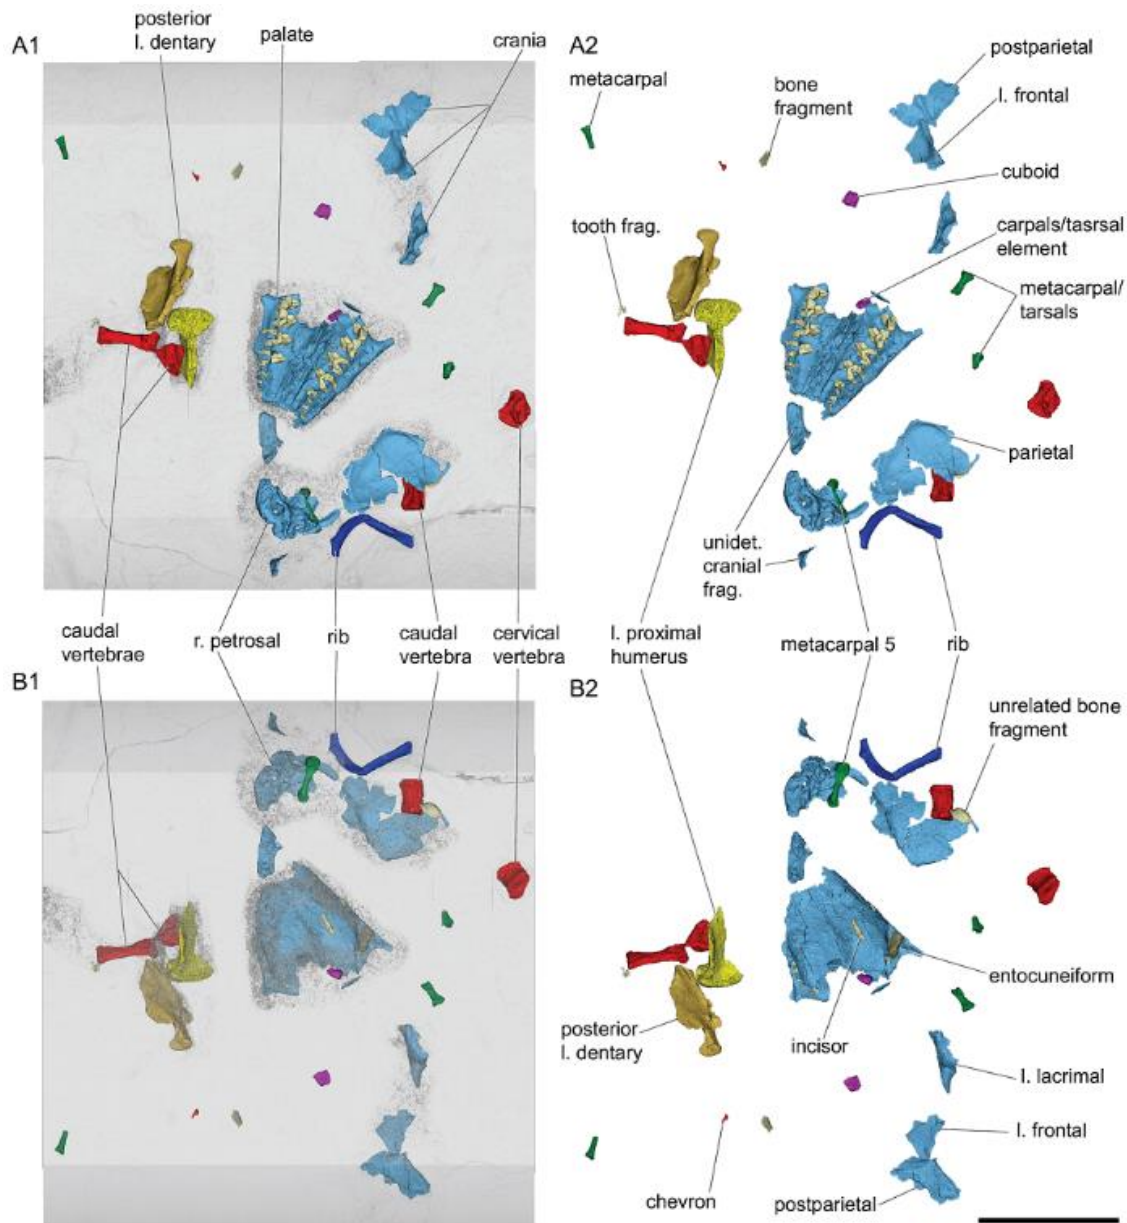 A1
posterior
l. dentary
palate
crania
A2
metacarpal
bone
fragment
postparietal
l. frontal
cuboid
tooth frag.
carpals/tasrsal
element
metacarpal/
tarsals
parietal
unidet.
cranial
frag.
caudal
vertebrae
r. petrosal
rib
caudal
vertebra
cervical
vertebra
l. proximal
humerus
metacarpal 5
rib
B1
B2
unrelated bone
fragment
entocuneiform
posterior
l. dentary
incisor
l. lacrimal
l. frontal
chevron
postparietal